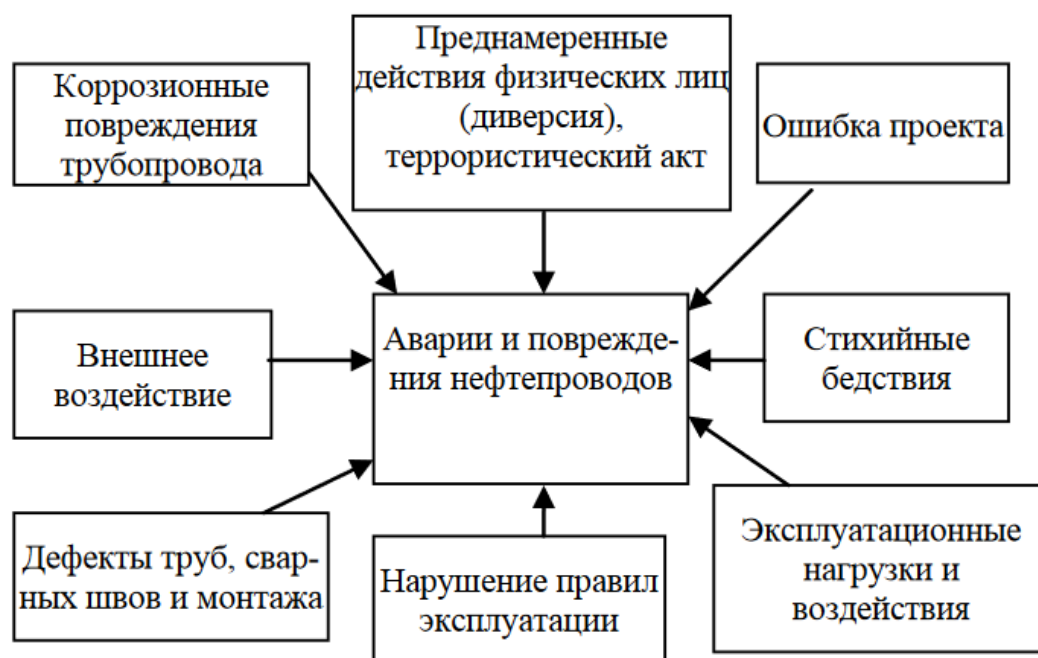 Преднамеренные
действия физических лиц
(диверсия),
террористический акт
Коррозионные
повреждения
трубопровода
Ошибка проекта
Внешнее
воздействие
Аварии и поврежде-
ния нефтепроводов
Стихийные
бедствия
Дефекты труб, свар-
ных швов и монтажа
Нарушение правил
эксплуатации
Эксплуатационные
нагрузки и
воздействия